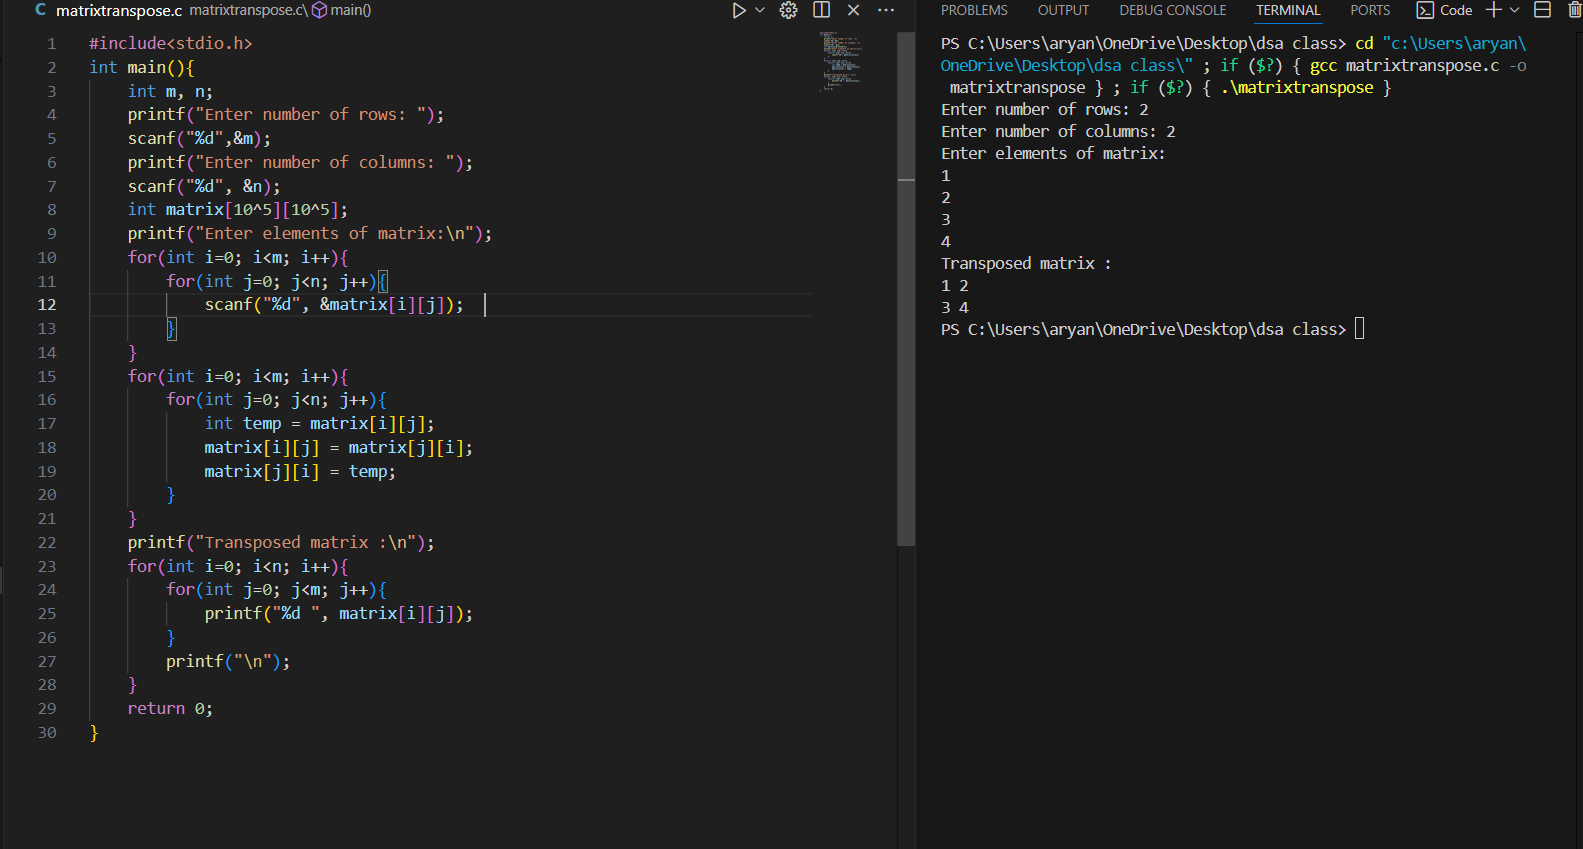 C matrixtranspose.c matrixtranspose.c\ main()
1 #include<stdio.h>
2 int main(){
3     int m, n;
4     printf("Enter number of rows: ");
5     scanf("%d",&m);
6     printf("Enter number of columns: ");
7     scanf("%d", &n);
8     int matrix[10^5][10^5];
9     printf("Enter elements of matrix:\n");
10     for(int i=0; i<m; i++){
11         for(int j=0; j<n; j++){
12             scanf("%d", &matrix[i][j]);
13         }
14     }
15     for(int i=0; i<m; i++){
16         for(int j=0; j<n; j++){
17             int temp = matrix[i][j];
18             matrix[i][j] = matrix[j][i];
19             matrix[j][i] = temp;
20         }
21     }
22     printf("Transposed matrix :\n");
23     for(int i=0; i<n; i++){
24         for(int j=0; j<m; j++){
25             printf("%d ", matrix[i][j]);
26         }
27         printf("\n");
28     }
29     return 0;
30 }
PROBLEMS OUTPUT DEBUG CONSOLE TERMINAL PORTS Code
PS C:\Users\aryan\OneDrive\Desktop\dsa class> cd "c:\Users\aryan\
OneDrive\Desktop\dsa class\" ; if ($?) { gcc matrixtranspose.c -o
 matrixtranspose } ; if ($?) { .\matrixtranspose }
Enter number of rows: 2
Enter number of columns: 2
Enter elements of matrix:
1
2
3
4
Transposed matrix :
1 2
3 4
PS C:\Users\aryan\OneDrive\Desktop\dsa class>